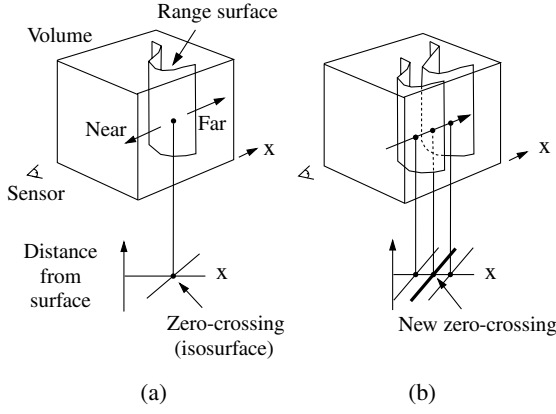 Range surface
Volume
Near
Far
x
Sensor
Distance
from
surface
x
Zero-crossing
(isosurface)
(a)
x
x
New zero-crossing
(b)